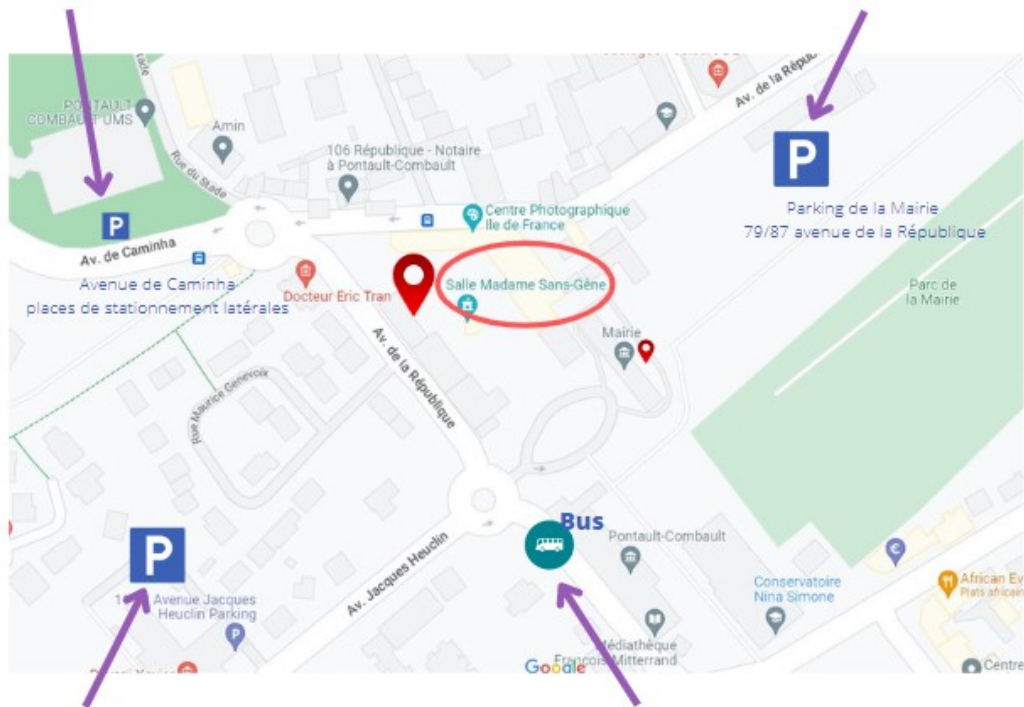 Av. de la Répu
PONTAULT
COMBAULT UMS
Amin
Rue du Stade
106 République - Notaire
à Pontault-Combault
P
P
Centre Photographique
Ile de France
Parking de la Mairie
79/87 avenue de la République
Av. de Caminha
Avenue de Caminha
places de stationnement latérales
Docteur Eric Tran
Salle Madame Sans-Gêne
Parc de
la Mairie
Mairie
Av. de la République
Rue Maurice Genevoix
Bus
P
Pontault-Combault
Avenue Jacques
Heuclin Parking
P
Av. Jacques Heuclin
Conservatoire
Nina Simone
€
African Ev
Plats africain
Médiathèque
François Mitterrand
Google
Centre